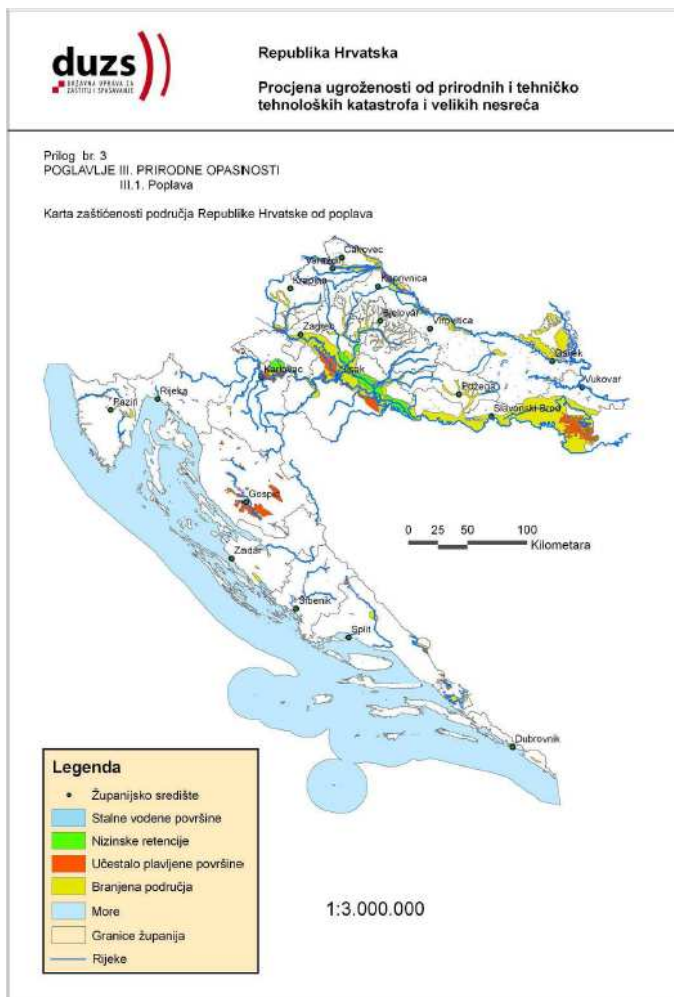 duzs
DRŽAVNA UPRAVA ZA
ZAŠTITU I SPAŠAVANJE
Republika Hrvatska
Procjena ugroženosti od prirodnih i tehničko
tehnoloških katastrofa i velikih nesreća
Prilog br. 3
POGLAVLJE III. PRIRODNE OPASNOSTI
III.1. Poplava
Karta zaštićenosti područja Republike Hrvatske od poplava
Čakovec
Varaždin
Krapina
Koprivnica
Bjelovar
Virovitica
Zagreb
Osijek
Karlovac
Sisak
Vukovar
Požega
Rijeka
Pazin
Slavonski Brod
Gospić
0 25 50 100
Kilometara
Zadar
Šibenik
Split
Dubrovnik
Legenda
Županijsko središte
Stalne vodene površine
Nizinske retencije
Učestalo plavljene površine
Branjena područja
More
Granice županija
Rijeke
1:3.000.000